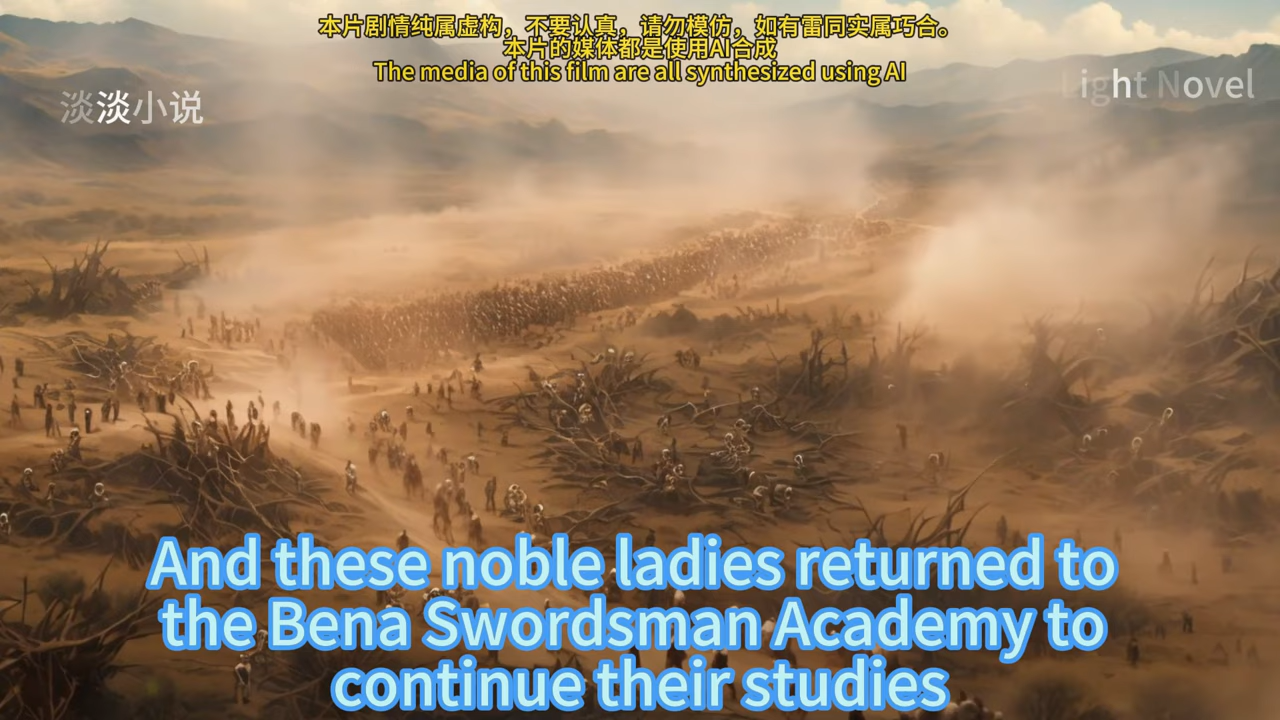 本片剧情纯属虚构，不要认真，请勿模仿，如有雷同实属巧合。
本片的媒体都是使用AI合成
The media of this film are all synthesized using AI
淡淡小说
Light Novel
And these noble ladies returned to
the Bena Swordsman Academy to
continue their studies